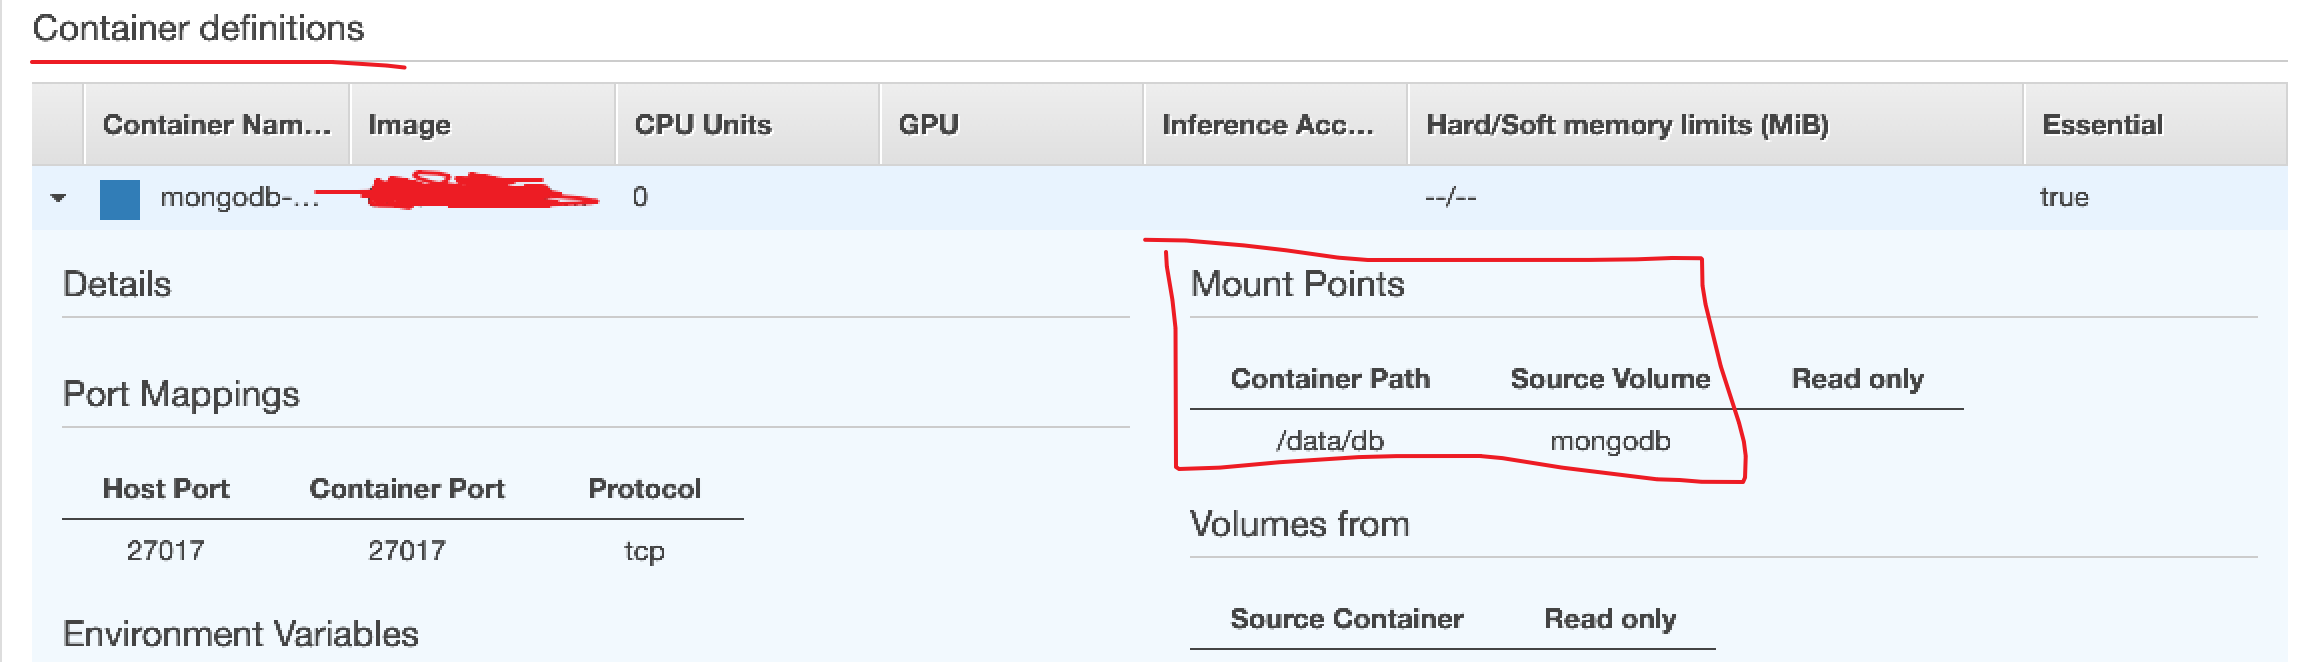 Container definitions
Container Nam... Image CPU Units GPU Inference Acc... Hard/Soft memory limits (MiB) Essential
mongodb-... 0 --/-- true
Details
Port Mappings
Host Port Container Port Protocol
27017 27017 tcp
Environment Variables
Mount Points
Container Path Source Volume Read only
/data/db mongodb
Volumes from
Source Container Read only